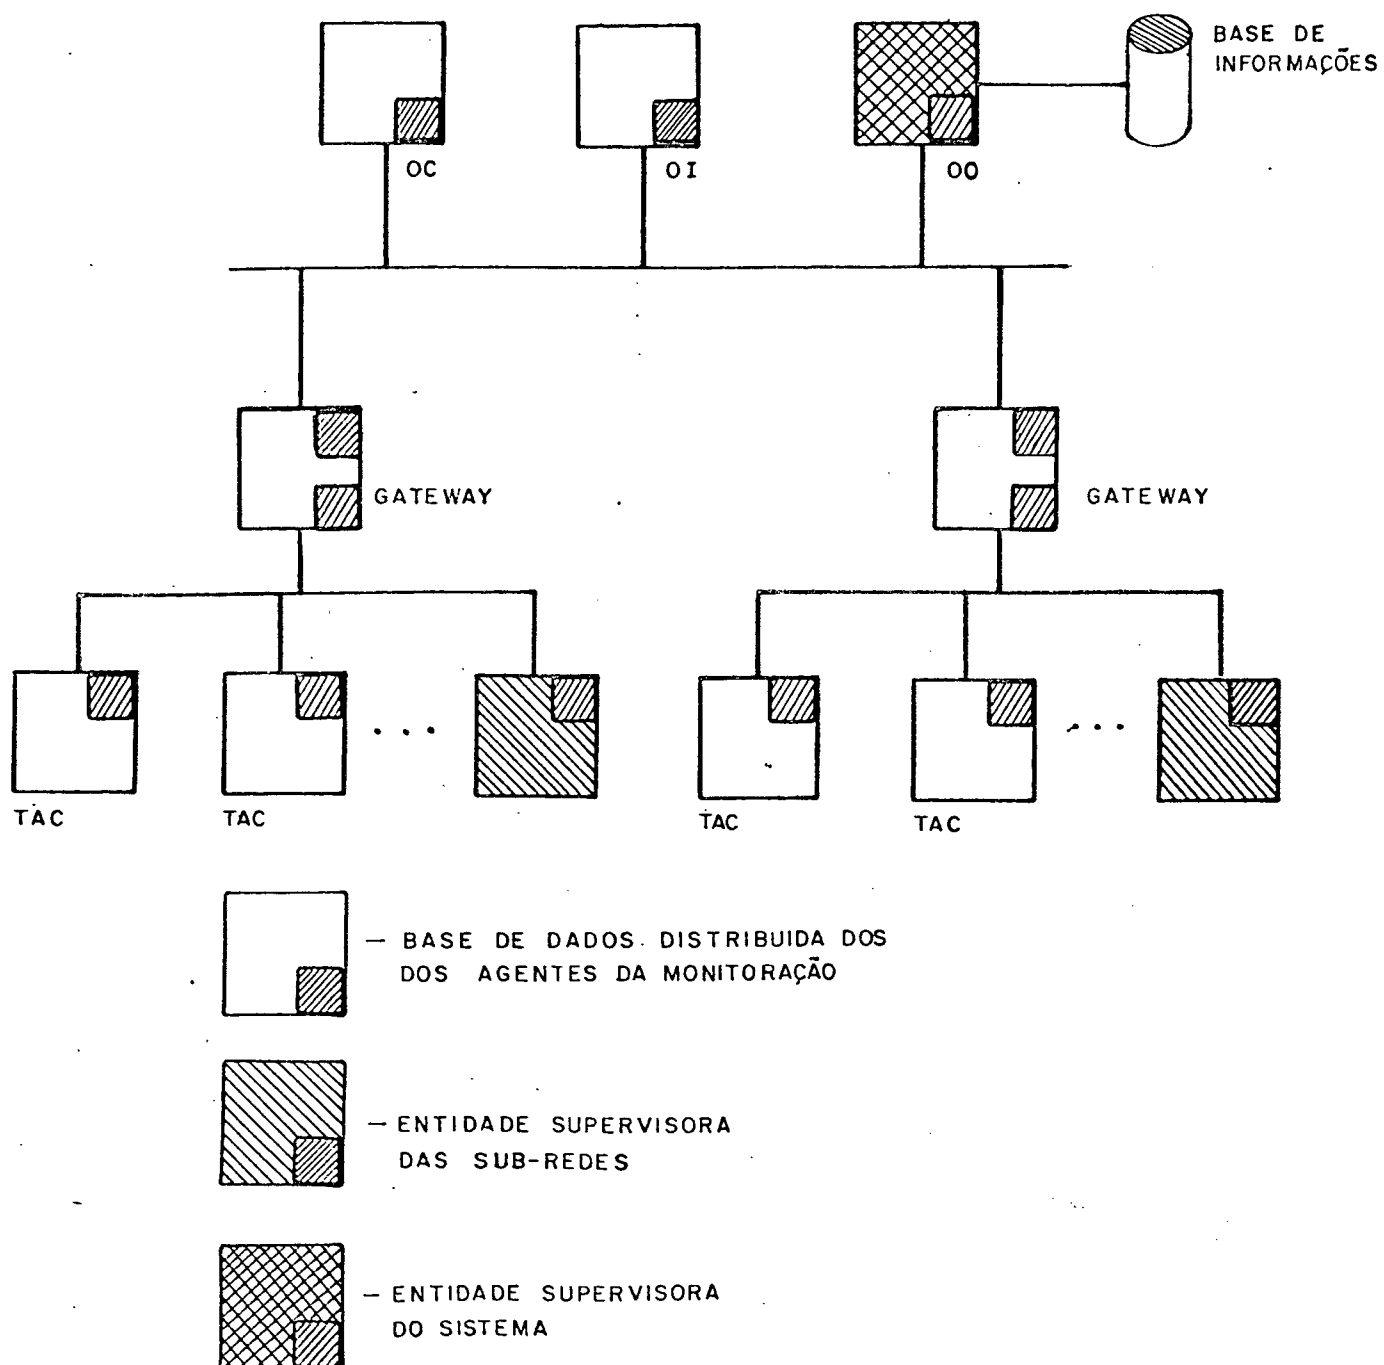 BASE DE
INFORMAÇÕES
OC
OI
OO
GATEWAY
GATEWAY
TAC
TAC
TAC
TAC
— BASE DE DADOS DISTRIBUIDA DOS
DOS AGENTES DA MONITORAÇÃO
— ENTIDADE SUPERVISORA
DAS SUB-REDES
— ENTIDADE SUPERVISORA
DO SISTEMA